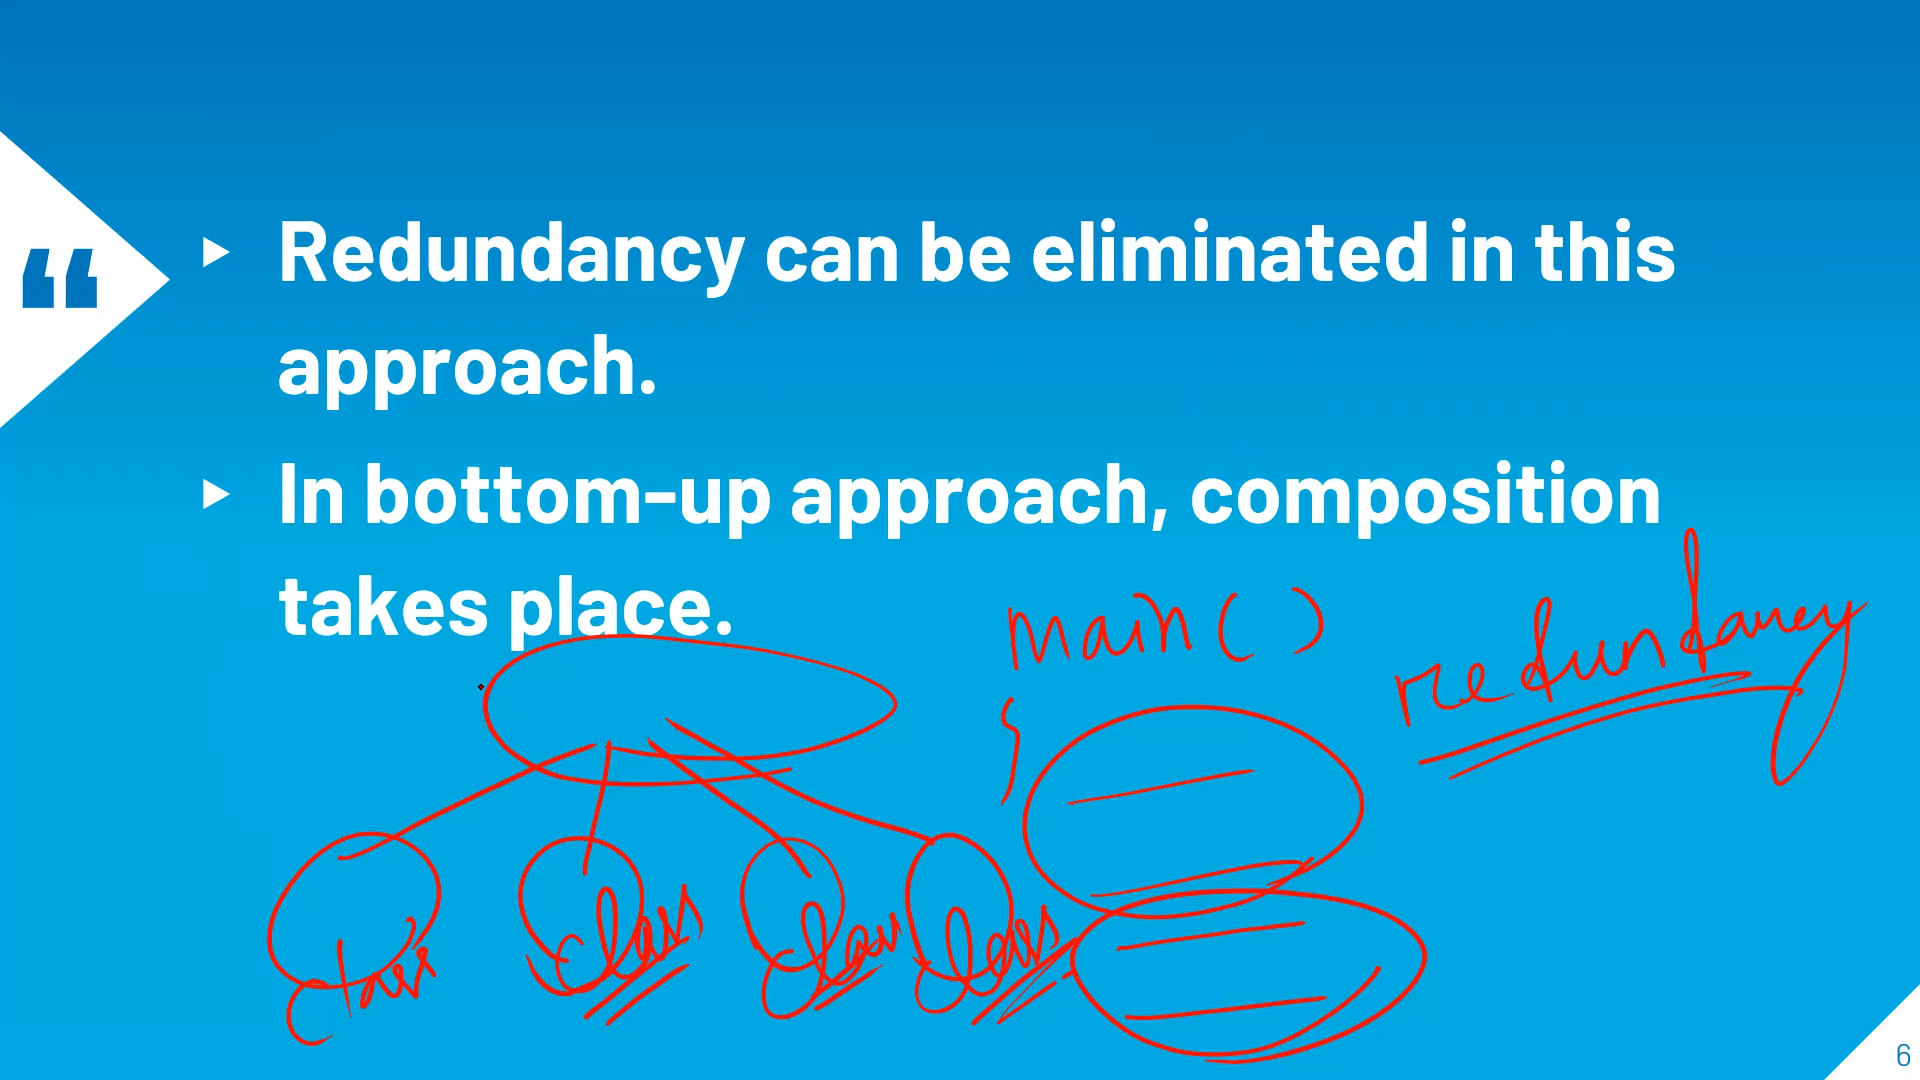 “
▸ Redundancy can be eliminated in this
approach.
▸ In bottom-up approach, composition
takes place.
main()
{
redundancy
class
class
class
class
6